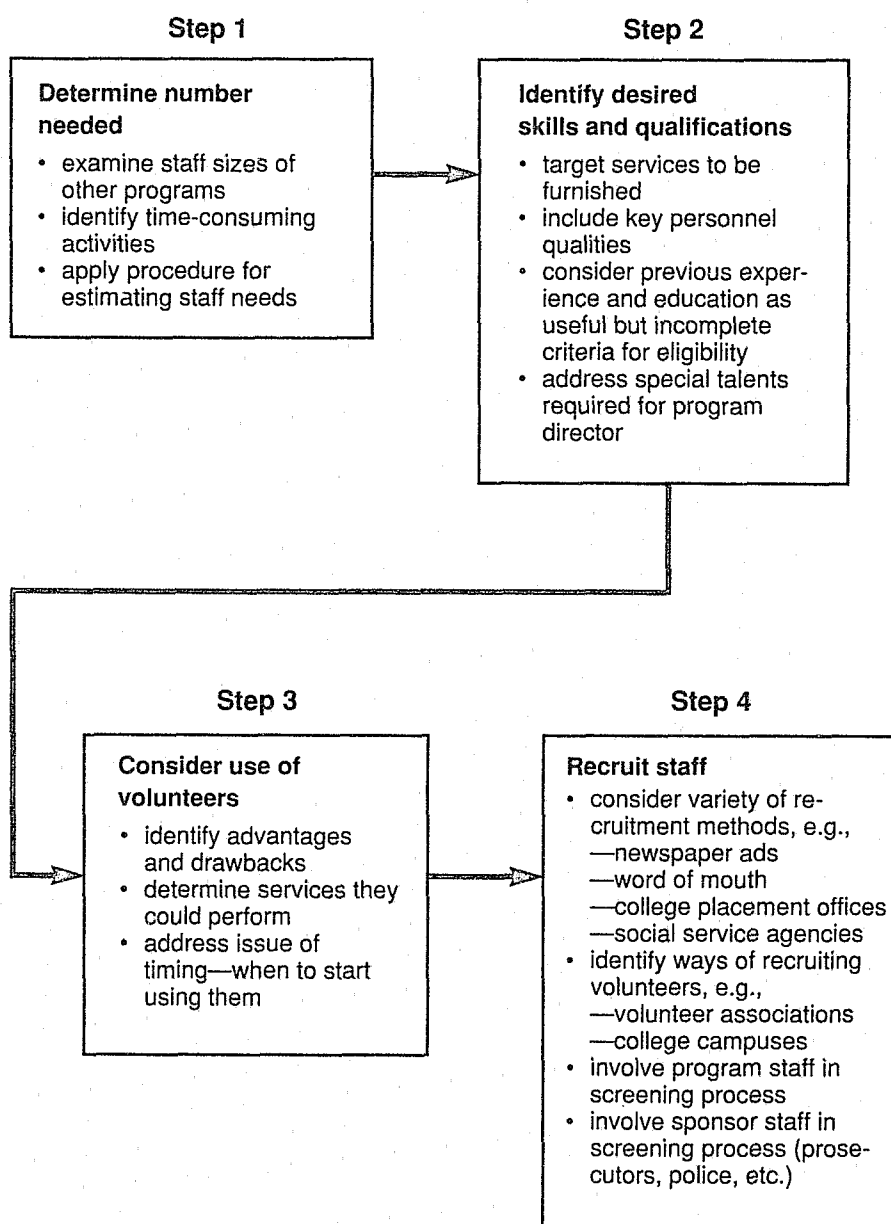 Step 1
Determine number
needed
• examine staff sizes of
other programs
• identify time-consuming
activities
• apply procedure for
estimating staff needs
Step 2
Identify desired
skills and qualifications
• target services to be
furnished
• include key personnel
qualities
• consider previous exper-
ience and education as
useful but incomplete
criteria for eligibility
• address special talents
required for program
director
Step 3
Consider use of
volunteers
• identify advantages
and drawbacks
• determine services they
could perform
• address issue of
timing—when to start
using them
Step 4
Recruit staff
• consider variety of re-
cruitment methods, e.g.,
—newspaper ads
—word of mouth
—college placement offices
—social service agencies
• identify ways of recruiting
volunteers, e.g.,
—volunteer associations
—college campuses
• involve program staff in
screening process
• involve sponsor staff in
screening process (prose-
cutors, police, etc.)